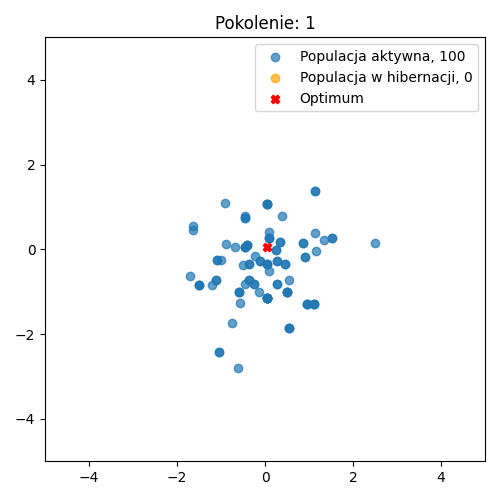 Pokolenie: 1
Populacja aktywna, 100
Populacja w hibernacji, 0
Optimum
4
2
0
−2
−4
−4 −2 0 2 4